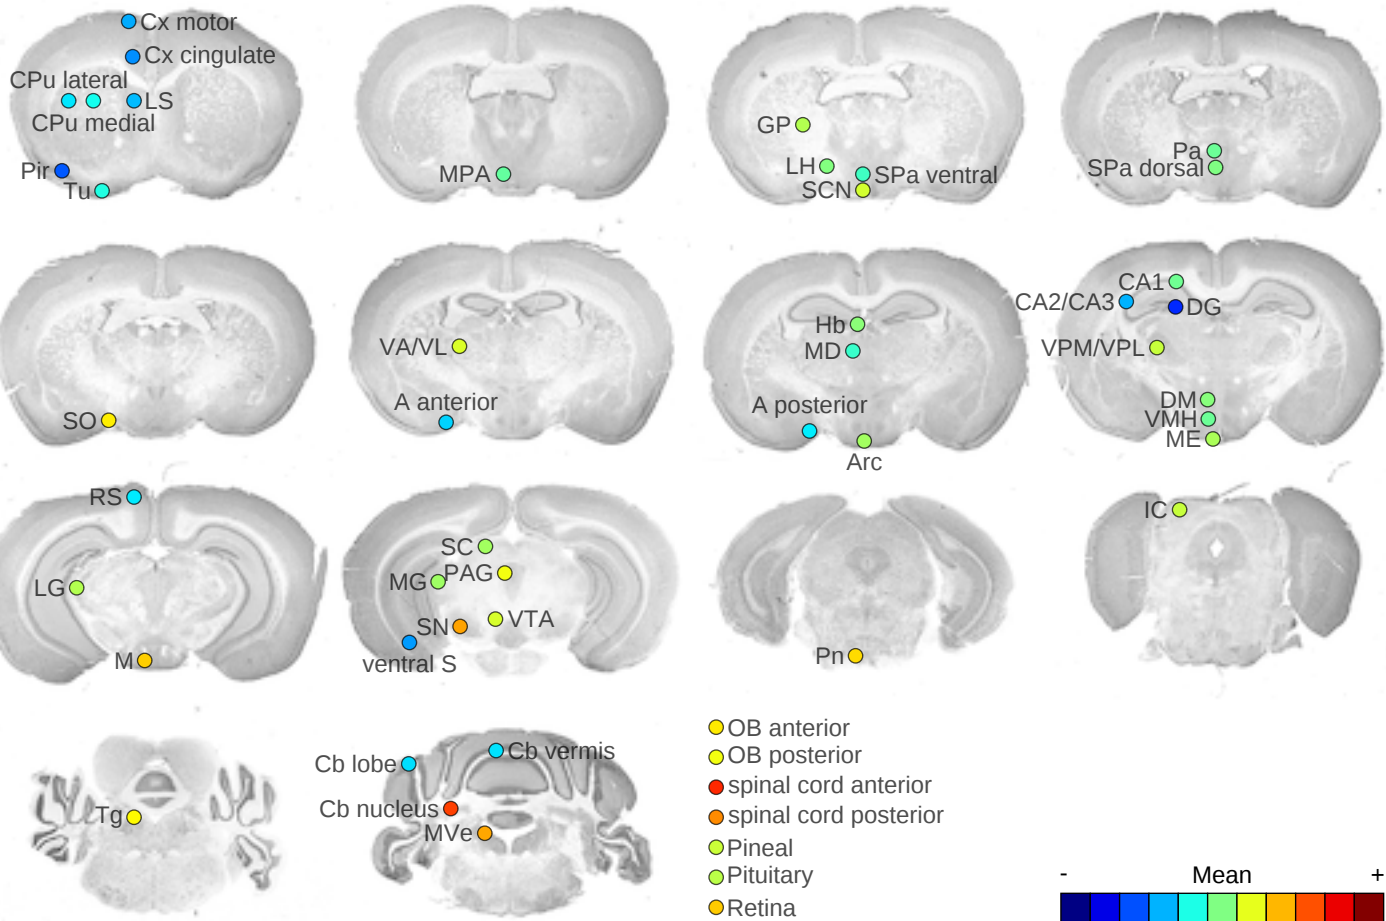 Cx motor
Cx cingulate
CPu lateral
LS
CPu medial
Pir
Tu
MPA
GP
LH
SPa ventral
SCN
Pa
SPa dorsal
SO
VA/VL
A anterior
Hb
MD
A posterior
Arc
CA1
CA2/CA3
DG
VPM/VPL
DM
VMH
ME
RS
LG
M
SC
PAG
MG
VTA
SN
ventral S
Pn
IC
Tg
Cb lobe
Cb vermis
Cb nucleus
MVe
OB anterior
OB posterior
spinal cord anterior
spinal cord posterior
Pineal
Pituitary
Retina
- Mean +